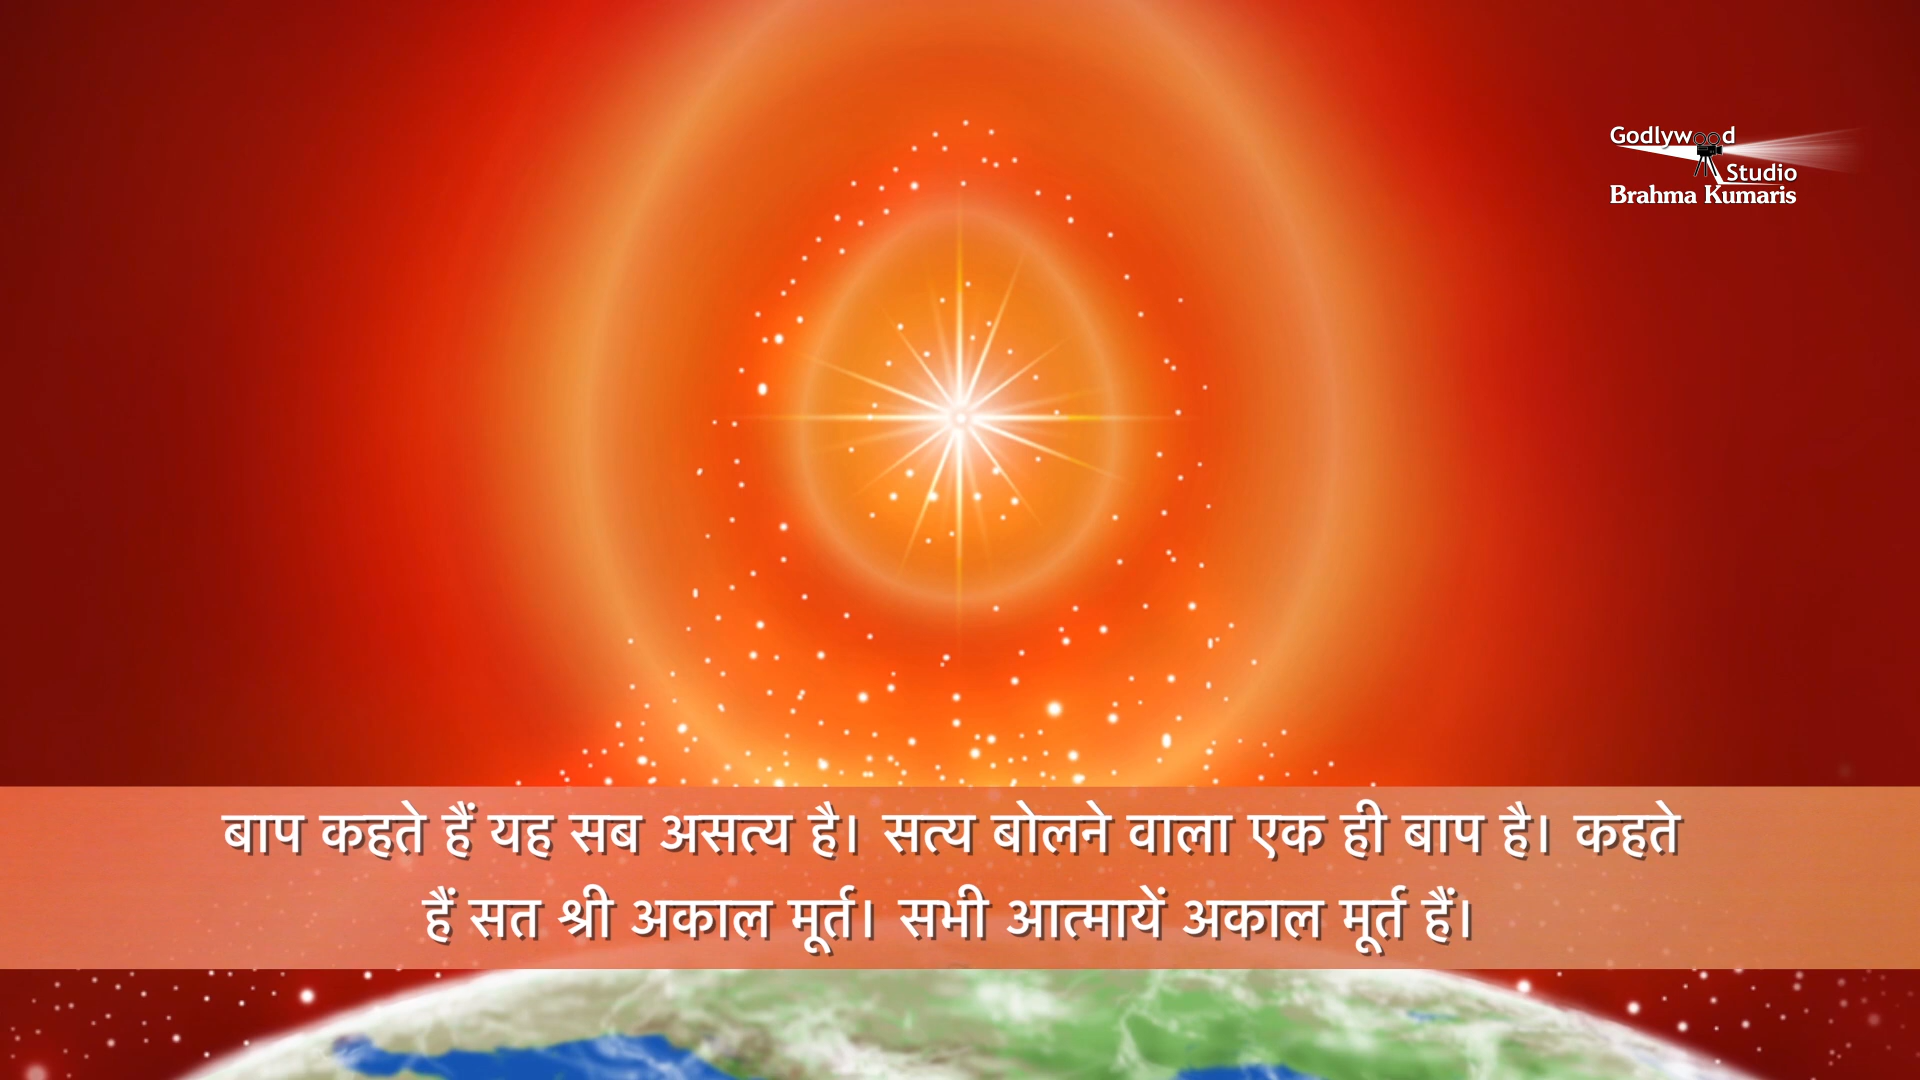 Godlywood
Studio
Brahma Kumaris
बाप कहते हैं यह सब असत्य है। सत्य बोलने वाला एक ही बाप है। कहते
हैं सत श्री अकाल मूर्त। सभी आत्मायें अकाल मूर्त हैं।